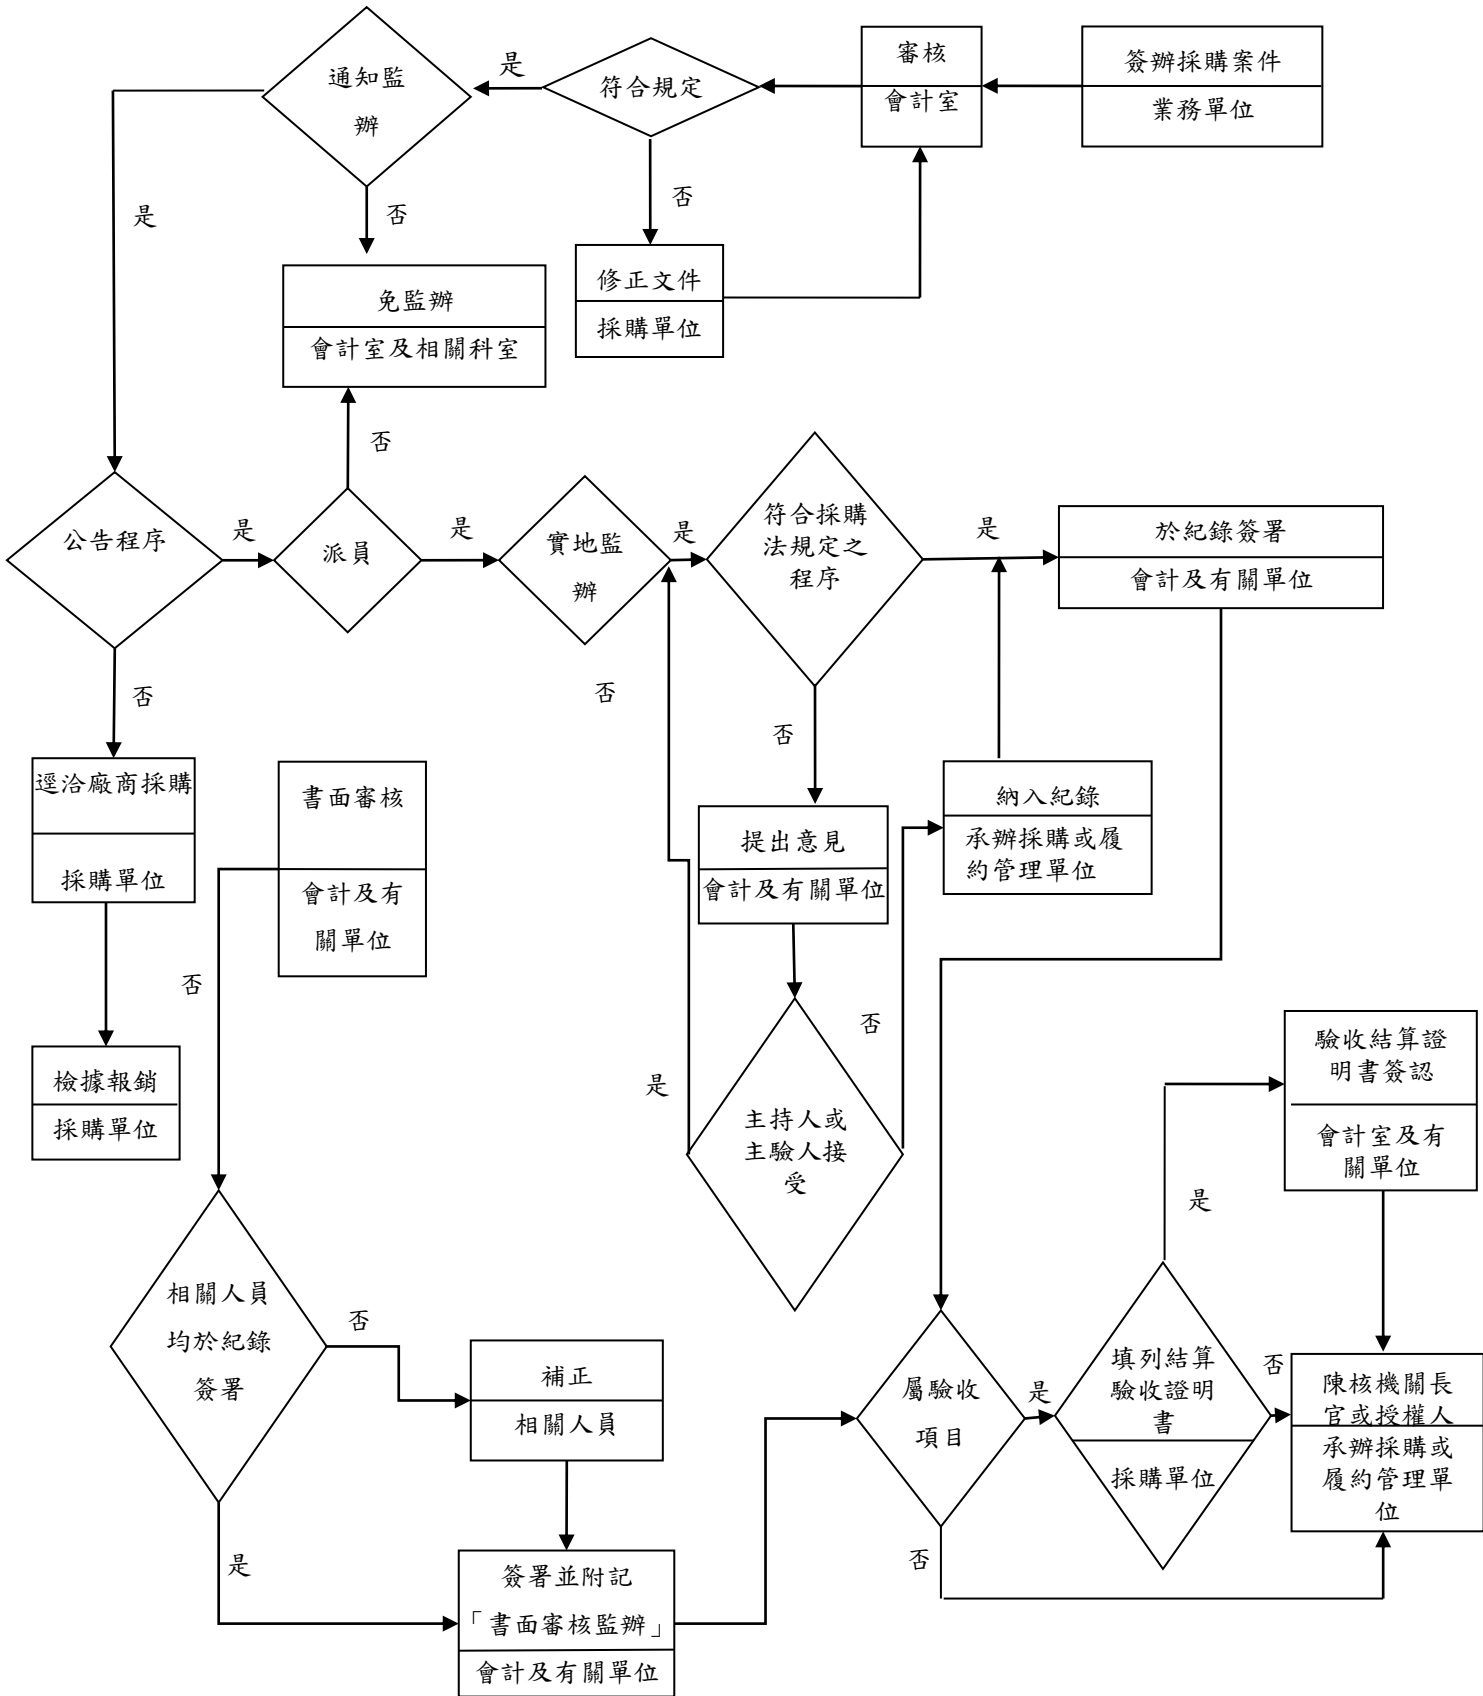 簽辦採購案件
業務單位
審核
會計室
符合規定
是
通知監
辦
否
是
否
修正文件
採購單位
免監辦
會計室及相關科室
否
公告程序
是
派員
是
實地監
辦
是
符合採購
法規定之
程序
是
於紀錄簽署
會計及有關單位
否
否
否
逕洽廠商採購
採購單位
書面審核
會計及有
關單位
提出意見
會計及有關單位
納入紀錄
承辦採購或履
約管理單位
否
否
檢據報銷
採購單位
是
主持人或
主驗人接
受
驗收結算證
明書簽認
會計室及有
關單位
是
相關人員
均於紀錄
簽署
否
補正
相關人員
屬驗收
項目
是
填列結算
驗收證明
書
採購單位
否
陳核機關長
官或授權人
承辦採購或
履約管理單
位
是
否
簽署並附記
「書面審核監辦」
會計及有關單位